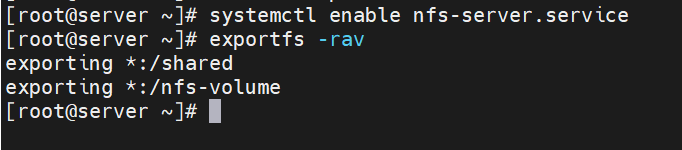 [root@server ~]# systemctl enable nfs-server.service
[root@server ~]# exportfs -rav
exporting *:/shared
exporting *:/nfs-volume
[root@server ~]#